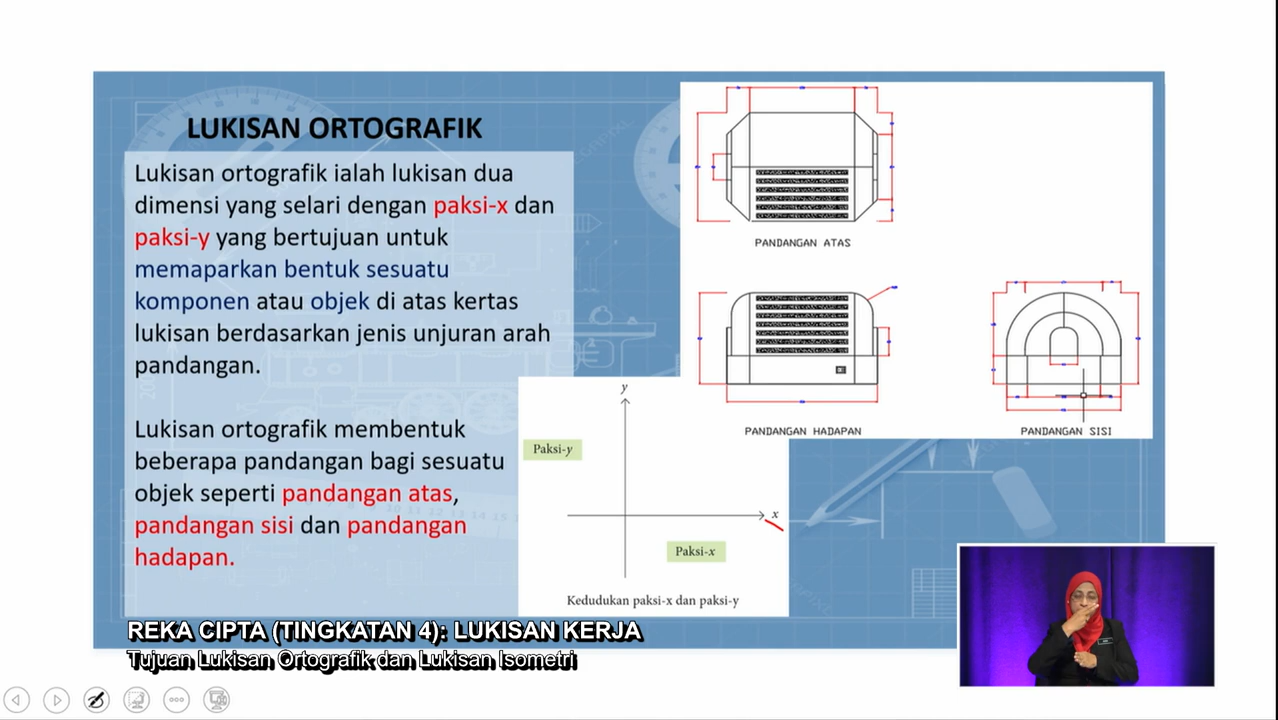 LUKISAN ORTOGRAFIK
Lukisan ortografik ialah lukisan dua
dimensi yang selari dengan paksi-x dan
paksi-y yang bertujuan untuk
memaparkan bentuk sesuatu
komponen atau objek di atas kertas
lukisan berdasarkan jenis unjuran arah
pandangan.
Lukisan ortografik membentuk
beberapa pandangan bagi sesuatu
objek seperti pandangan atas,
pandangan sisi dan pandangan
hadapan.
PANDANGAN ATAS
PANDANGAN HADAPAN
PANDANGAN SISI
y
Paksi-y
x
Paksi-x
Kedudukan paksi-x dan paksi-y
REKA CIPTA (TINGKATAN 4): LUKISAN KERJA
Tujuan Lukisan Ortografik dan Lukisan Isometri